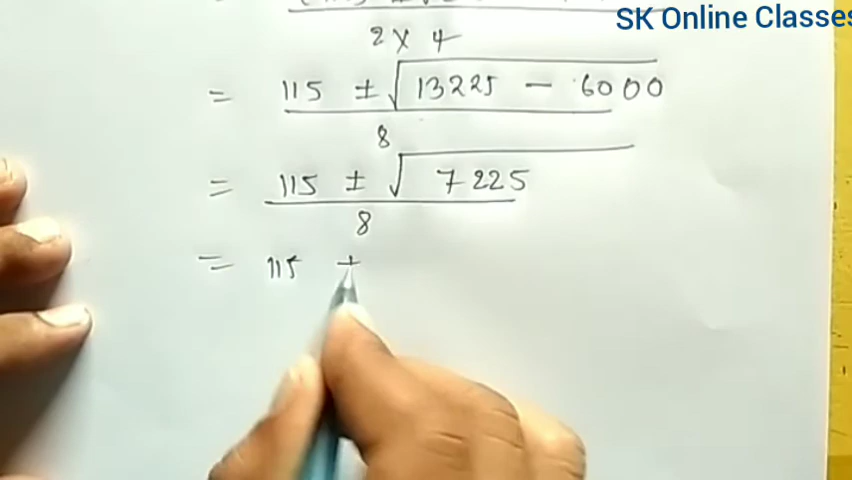 SK Online Classes
2 x 4
= 115 ± √13225 - 6000
8
= 115 ± √7225
8
= 115 ±